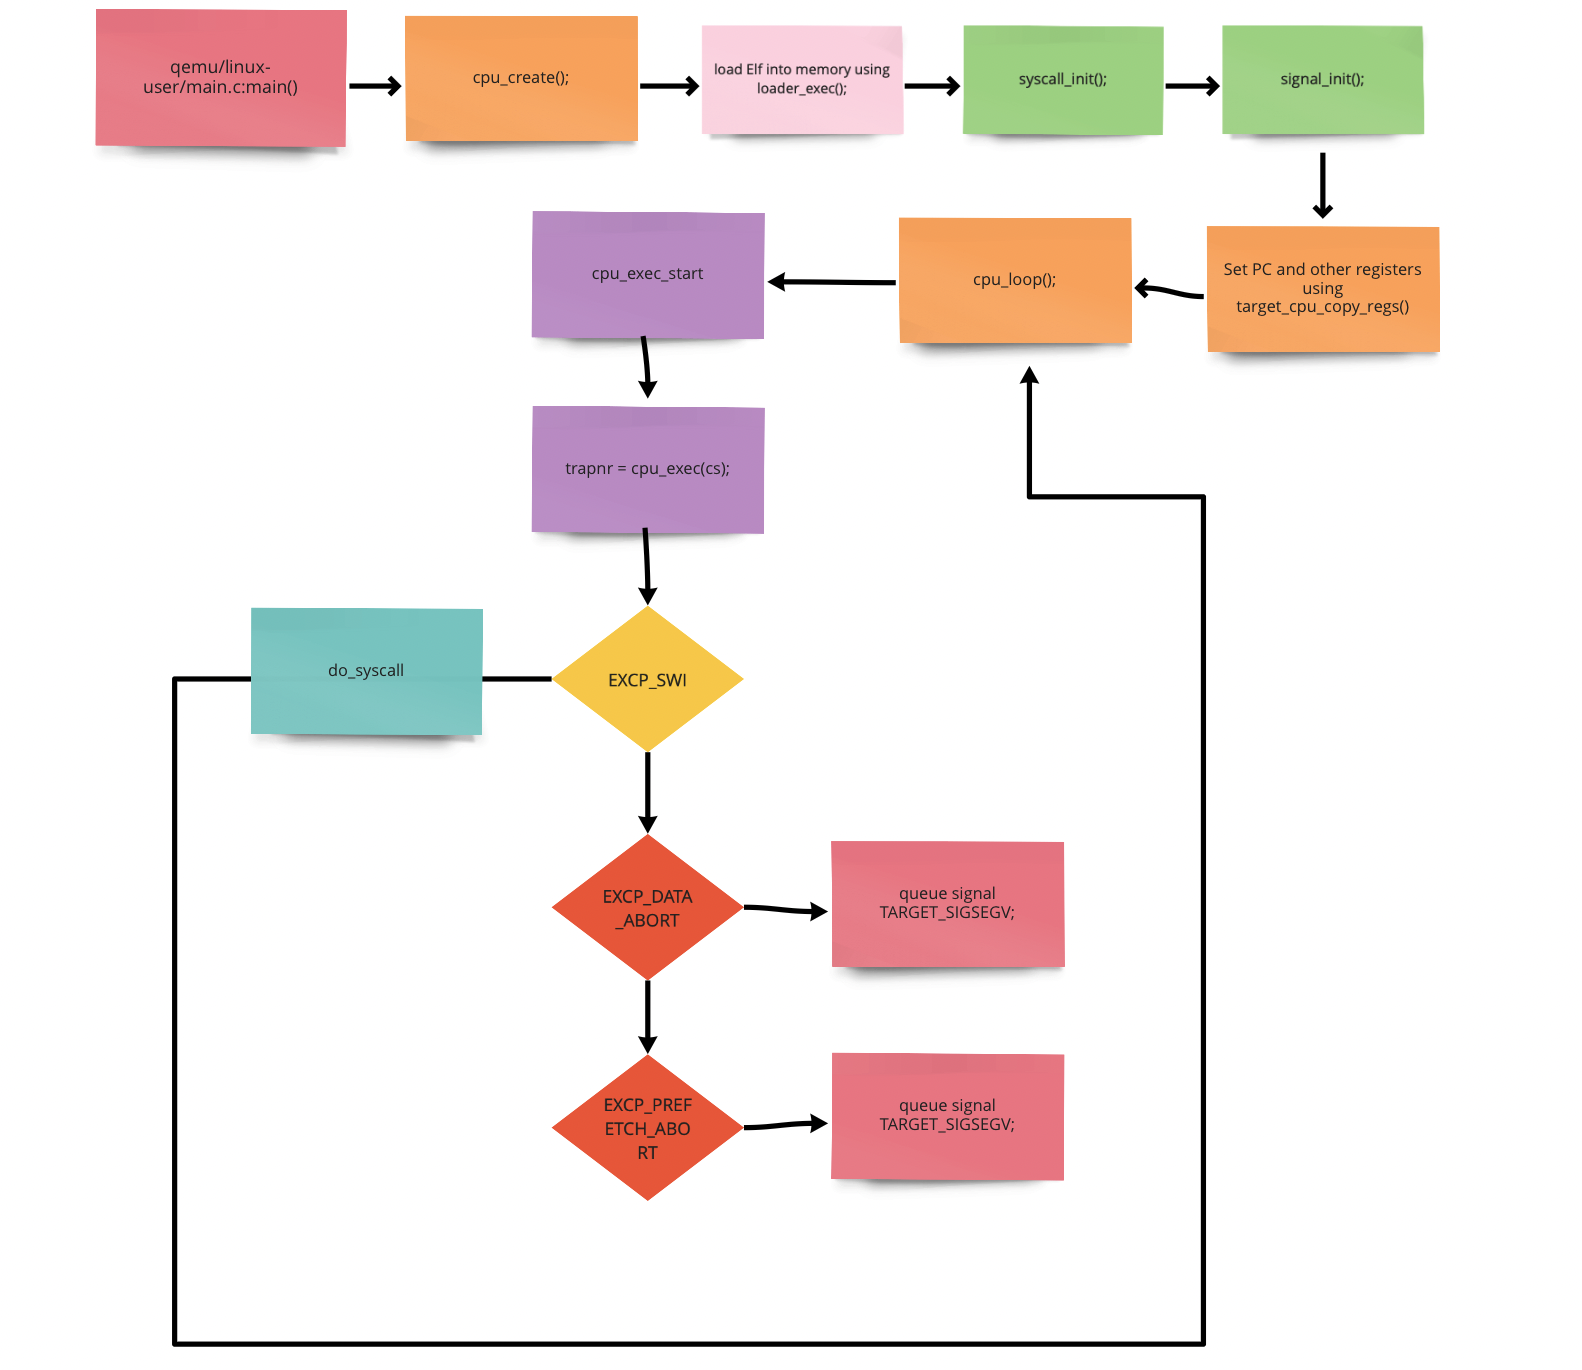 qemu/linux-
user/main.c:main()
cpu_create();
load Elf into memory using
loader_exec();
syscall_init();
signal_init();
Set PC and other registers
using
target_cpu_copy_regs()
cpu_loop();
cpu_exec_start
trapnr = cpu_exec(cs);
EXCP_SWI
do_syscall
EXCP_DATA
_ABORT
queue signal
TARGET_SIGSEGV;
EXCP_PREF
ETCH_ABO
RT
queue signal
TARGET_SIGSEGV;